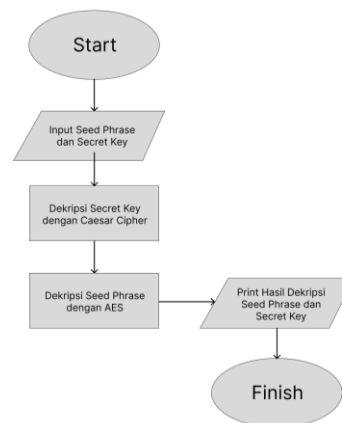 Start
Input Seed Phrase
dan Secret Key
Dekripsi Secret Key
dengan Caesar Cipher
Dekripsi Seed Phrase
dengan AES
Print Hasil Dekripsi
Seed Phrase dan
Secret Key
Finish